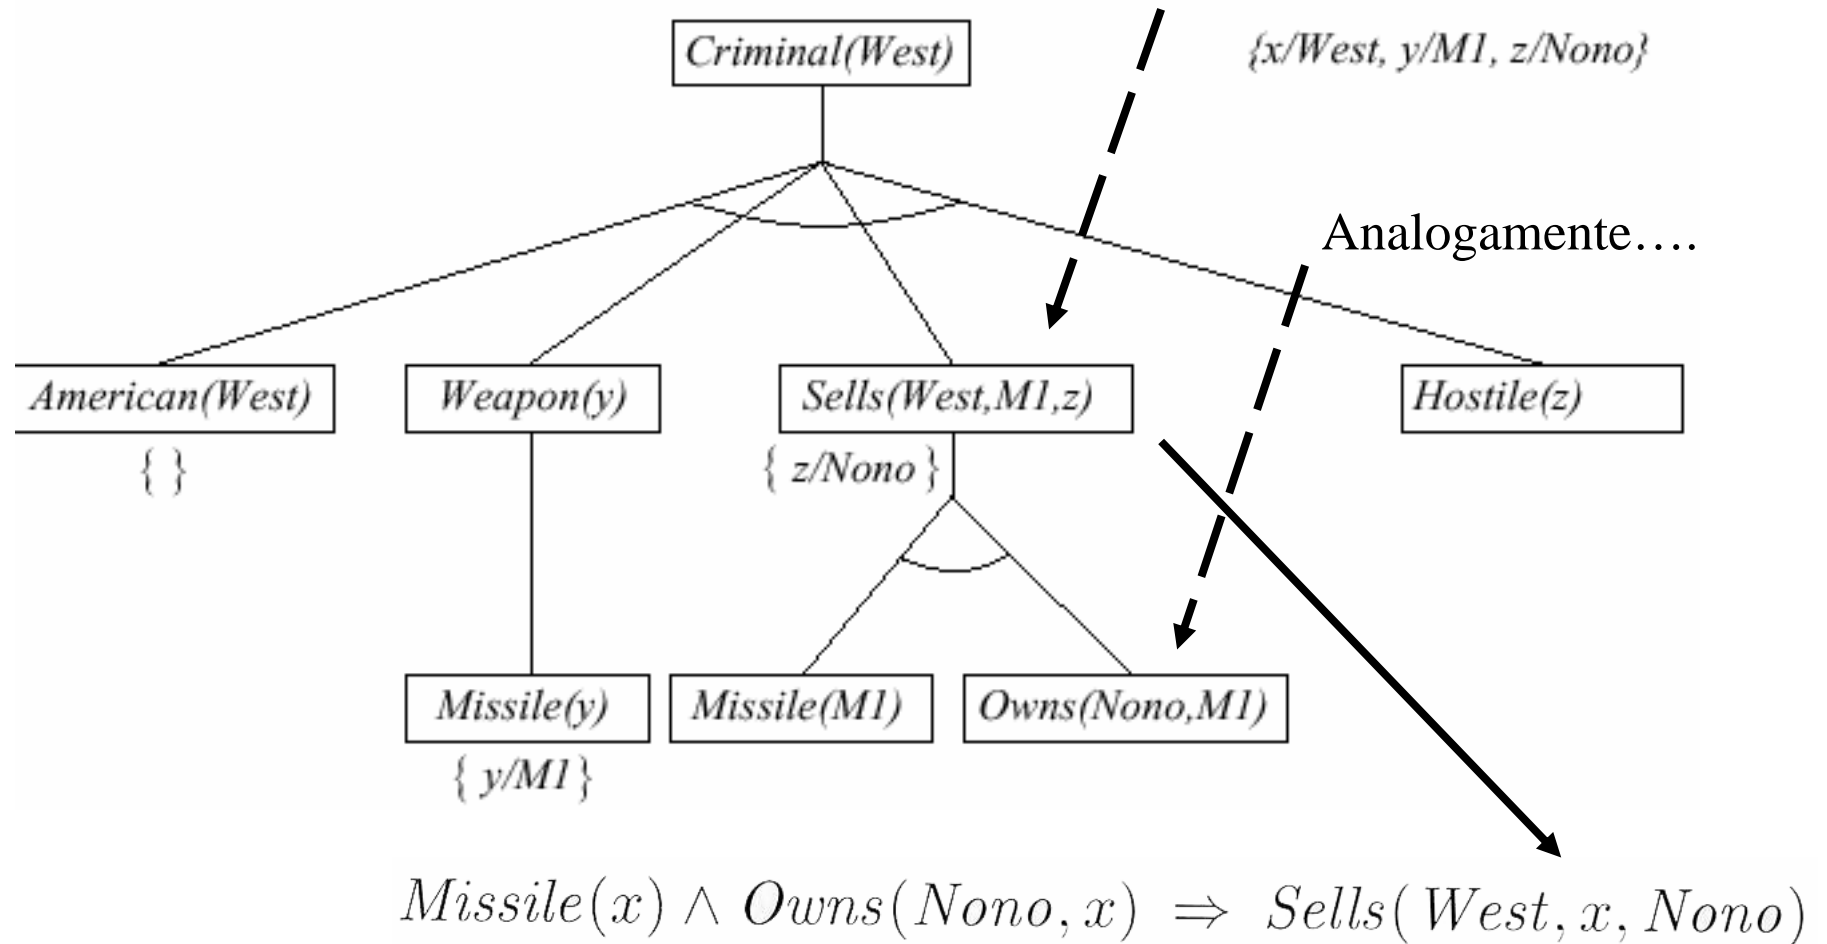 Criminal(West)
{x/West, y/M1, z/Nono}
Analogamente….
American(West)
Weapon(y)
Sells(West,M1,z)
Hostile(z)
{ }
{ z/Nono }
Missile(y)
Missile(M1)
Owns(Nono,M1)
{ y/M1 }
Missile(x) ∧ Owns(Nono, x) ⇒ Sells(West, x, Nono)